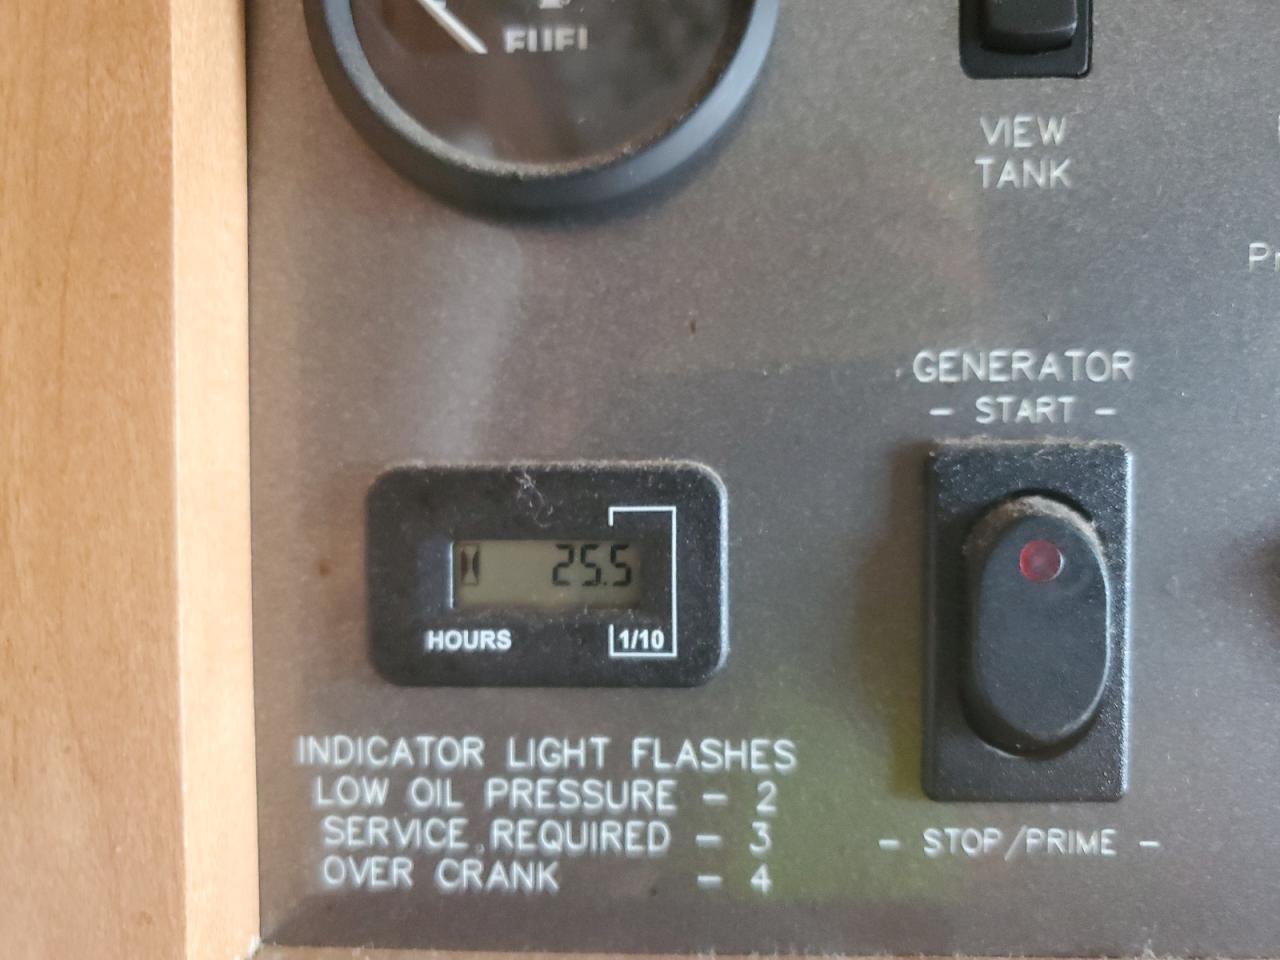 FUEL
VIEW
TANK
GENERATOR
- START -
25.5
HOURS
1/10
INDICATOR LIGHT FLASHES
LOW OIL PRESSURE - 2
SERVICE REQUIRED - 3
OVER CRANK - 4
- STOP/PRIME -